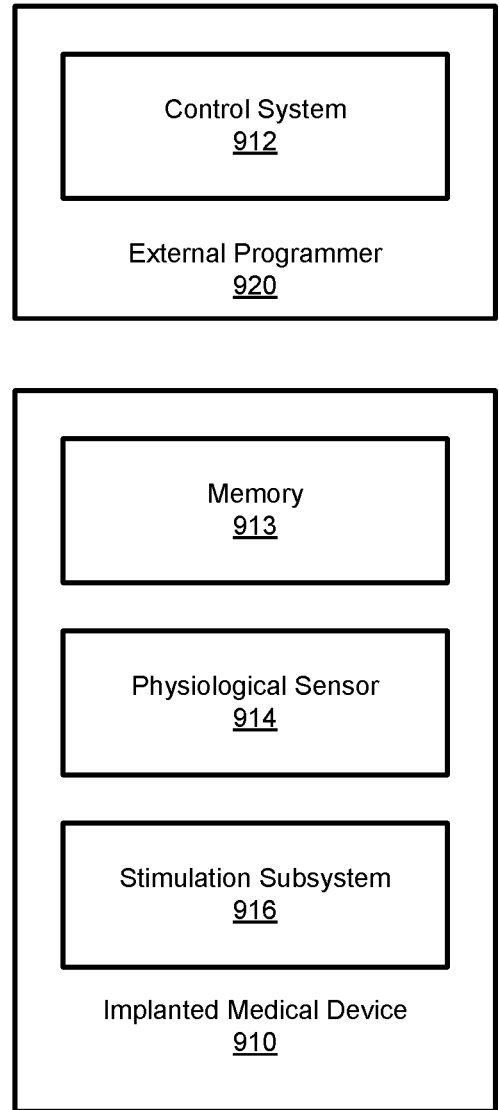 Control System
912
External Programmer
920
Memory
913
Physiological Sensor
914
Stimulation Subsystem
916
Implanted Medical Device
910